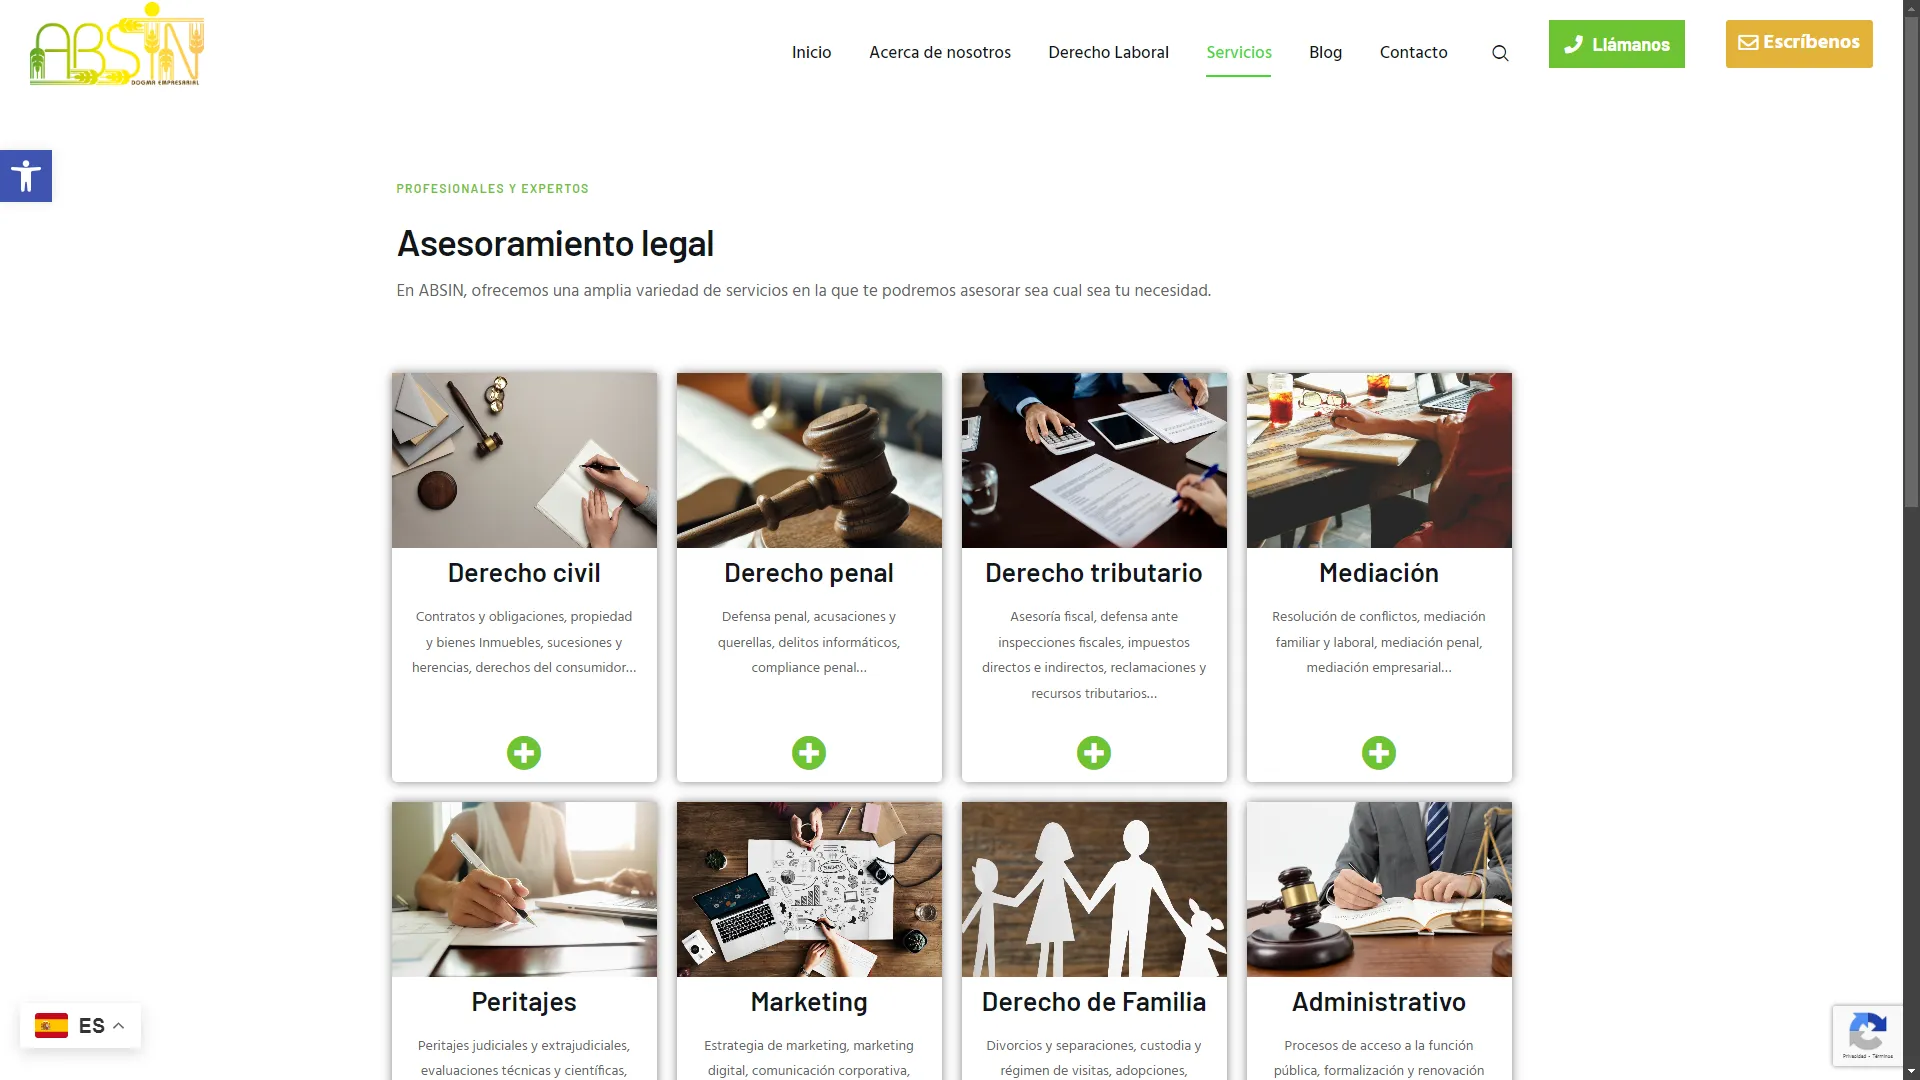 ABSIN
DOGMA EMPRESARIAL
Inicio
Acerca de nosotros
Derecho Laboral
Servicios
Blog
Contacto
Llámanos
Escríbenos
PROFESIONALES Y EXPERTOS
Asesoramiento legal
En ABSIN, ofrecemos una amplia variedad de servicios en la que te podremos asesorar sea cual sea tu necesidad.
Derecho civil
Contratos y obligaciones, propiedad
y bienes Inmuebles, sucesiones y
herencias, derechos del consumidor...
Derecho penal
Defensa penal, acusaciones y
querellas, delitos informáticos,
compliance penal...
Derecho tributario
Asesoría fiscal, defensa ante
inspecciones fiscales, impuestos
directos e indirectos, reclamaciones y
recursos tributarios...
Mediación
Resolución de conflictos, mediación
familiar y laboral, mediación penal,
mediación empresarial...
Peritajes
Peritajes judiciales y extrajudiciales,
evaluaciones técnicas y científicas,
Marketing
Estrategia de marketing, marketing
digital, comunicación corporativa,
Derecho de Familia
Divorcios y separaciones, custodia y
régimen de visitas, adopciones,
Administrativo
Procesos de acceso a la función
pública, formalización y renovación
ES
Privacidad - Términos